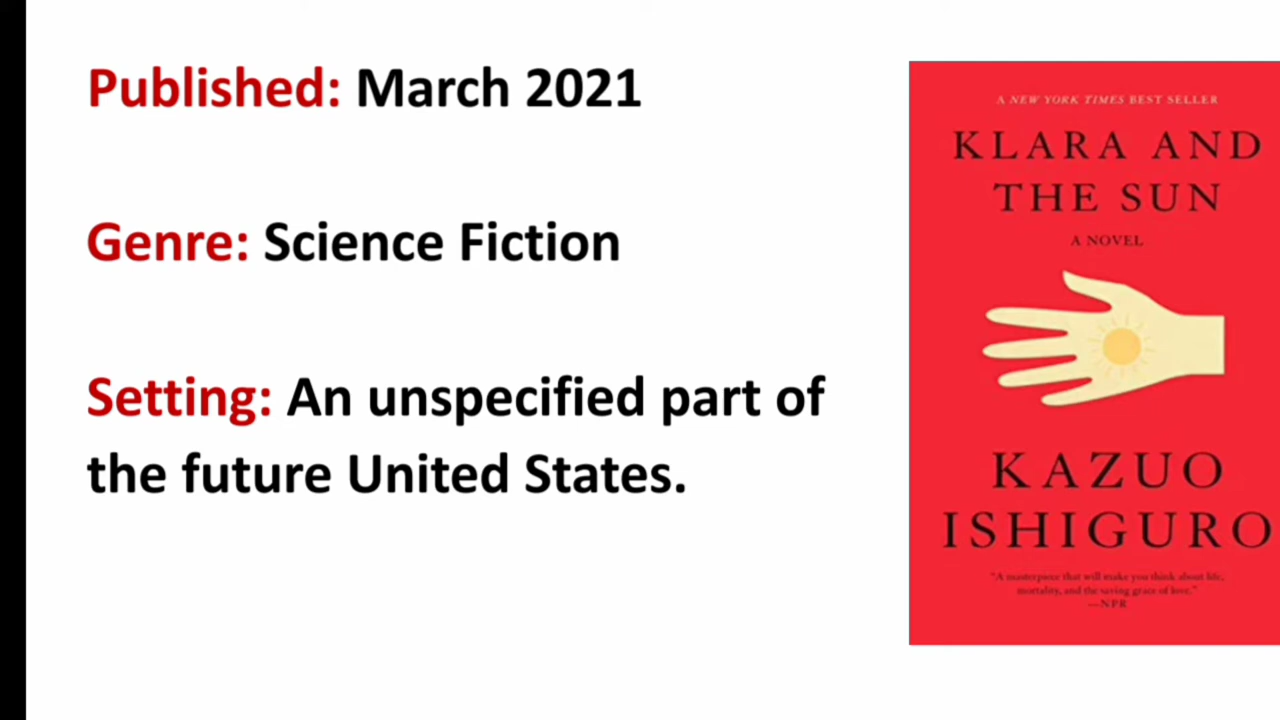 Published: March 2021
Genre: Science Fiction
Setting: An unspecified part of
the future United States.
A NEW YORK TIMES BEST SELLER
KLARA AND
THE SUN
A NOVEL
KAZUO
ISHIGURO
"A masterpiece that will make you think about life,
mortality, and the saving grace of love."
—NPR